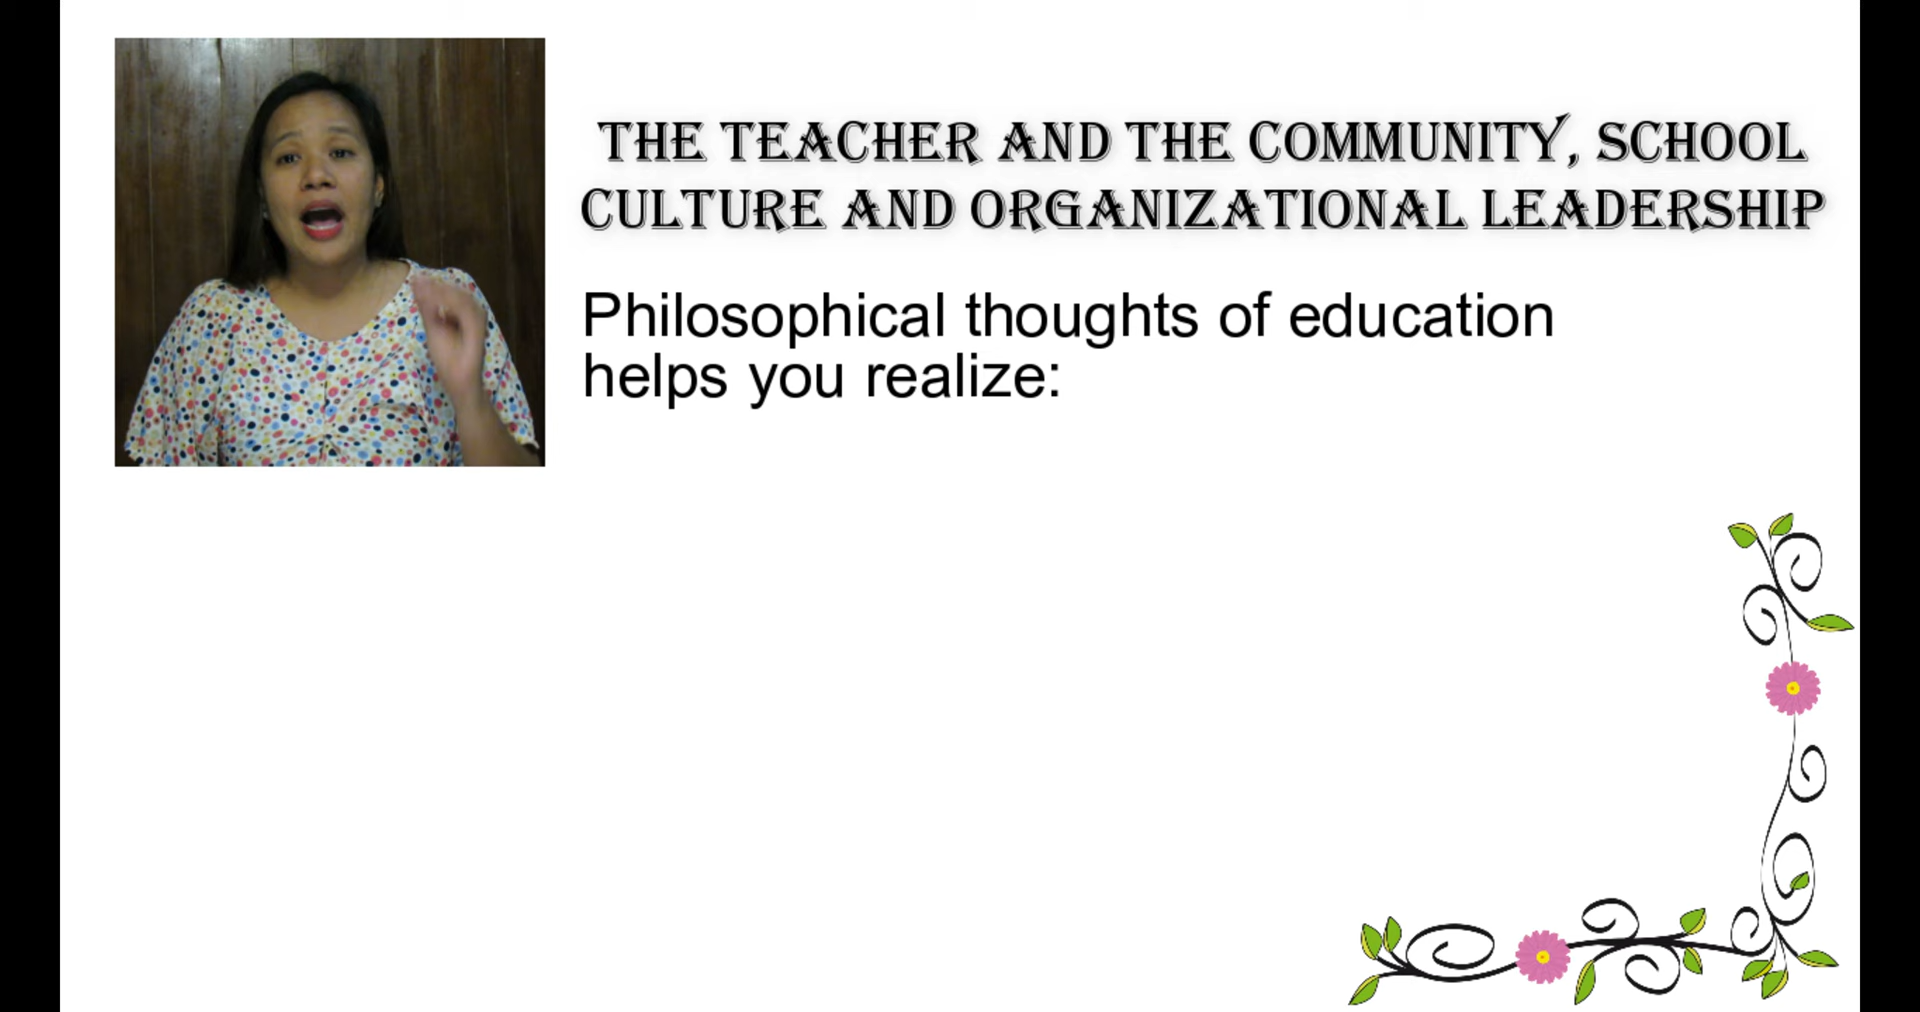 THE TEACHER AND THE COMMUNITY, SCHOOL
CULTURE AND ORGANIZATIONAL LEADERSHIP
Philosophical thoughts of education
helps you realize: